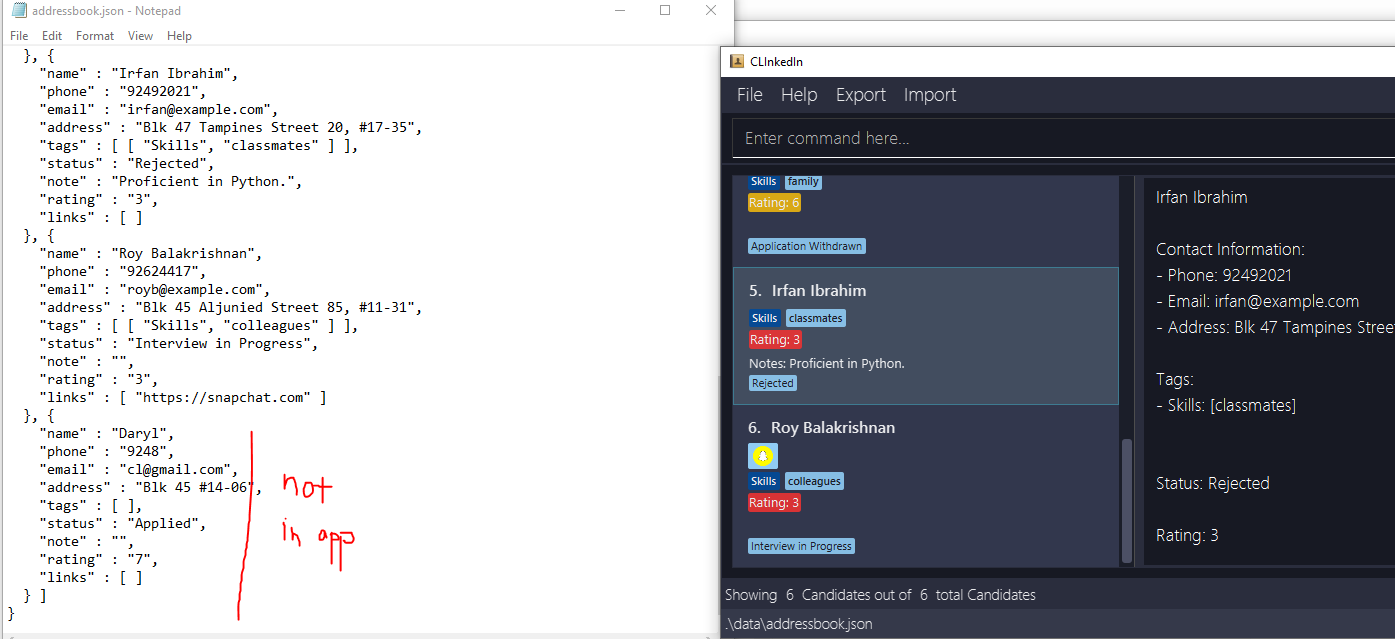 addressbook.json - Notepad
File Edit Format View Help
}, {
"name" : "Irfan Ibrahim",
"phone" : "92492021",
"email" : "irfan@example.com",
"address" : "Blk 47 Tampines Street 20, #17-35",
"tags" : [ [ "Skills", "classmates" ] ],
"status" : "Rejected",
"note" : "Proficient in Python.",
"rating" : "3",
"links" : [ ]
}, {
"name" : "Roy Balakrishnan",
"phone" : "92624417",
"email" : "royb@example.com",
"address" : "Blk 45 Aljunied Street 85, #11-31",
"tags" : [ [ "Skills", "colleagues" ] ],
"status" : "Interview in Progress",
"note" : "",
"rating" : "3",
"links" : [ "https://snapchat.com" ]
}, {
"name" : "Daryl",
"phone" : "9248",
"email" : "cl@gmail.com",
"address" : "Blk 45 #14-06",
"tags" : [ ],
"status" : "Applied",
"note" : "",
"rating" : "7",
"links" : [ ]
} ]
}
not
in app
CLInkedIn
File Help Export Import
Enter command here...
Skills family
Rating: 6
Application Withdrawn
5. Irfan Ibrahim
Skills classmates
Rating: 3
Notes: Proficient in Python.
Rejected
6. Roy Balakrishnan
Skills colleagues
Rating: 3
Interview in Progress
Irfan Ibrahim
Contact Information:
- Phone: 92492021
- Email: irfan@example.com
- Address: Blk 47 Tampines Street
Tags:
- Skills: [classmates]
Status: Rejected
Rating: 3
Showing 6 Candidates out of 6 total Candidates
.\data\addressbook.json